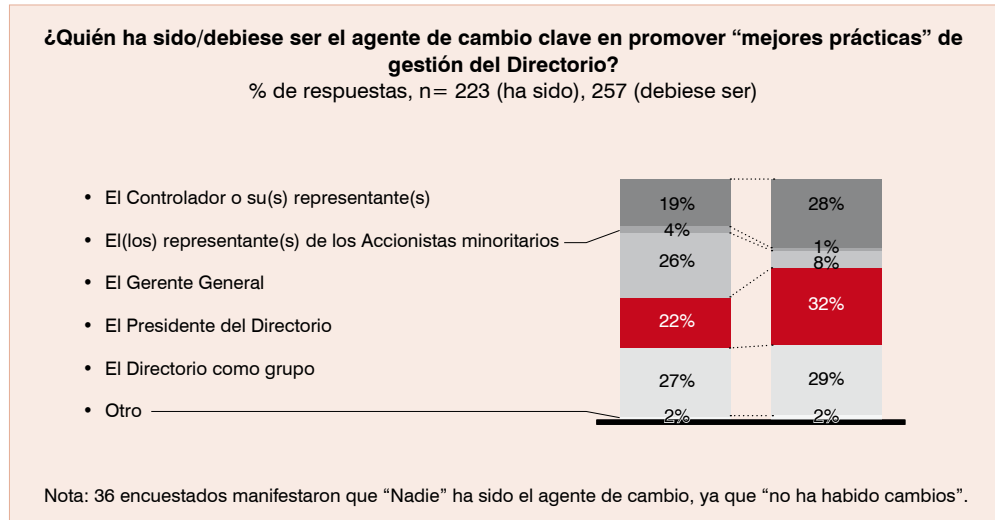 ¿Quién ha sido/debiese ser el agente de cambio clave en promover “mejores prácticas” de
gestión del Directorio?
% de respuestas, n= 223 (ha sido), 257 (debiese ser)
• El Controlador o su(s) representante(s)
• El(los) representante(s) de los Accionistas minoritarios
• El Gerente General
• El Presidente del Directorio
• El Directorio como grupo
• Otro
19%
4%
26%
22%
27%
2%
28%
1%
8%
32%
29%
2%
Nota: 36 encuestados manifestaron que “Nadie” ha sido el agente de cambio, ya que “no ha habido cambios”.